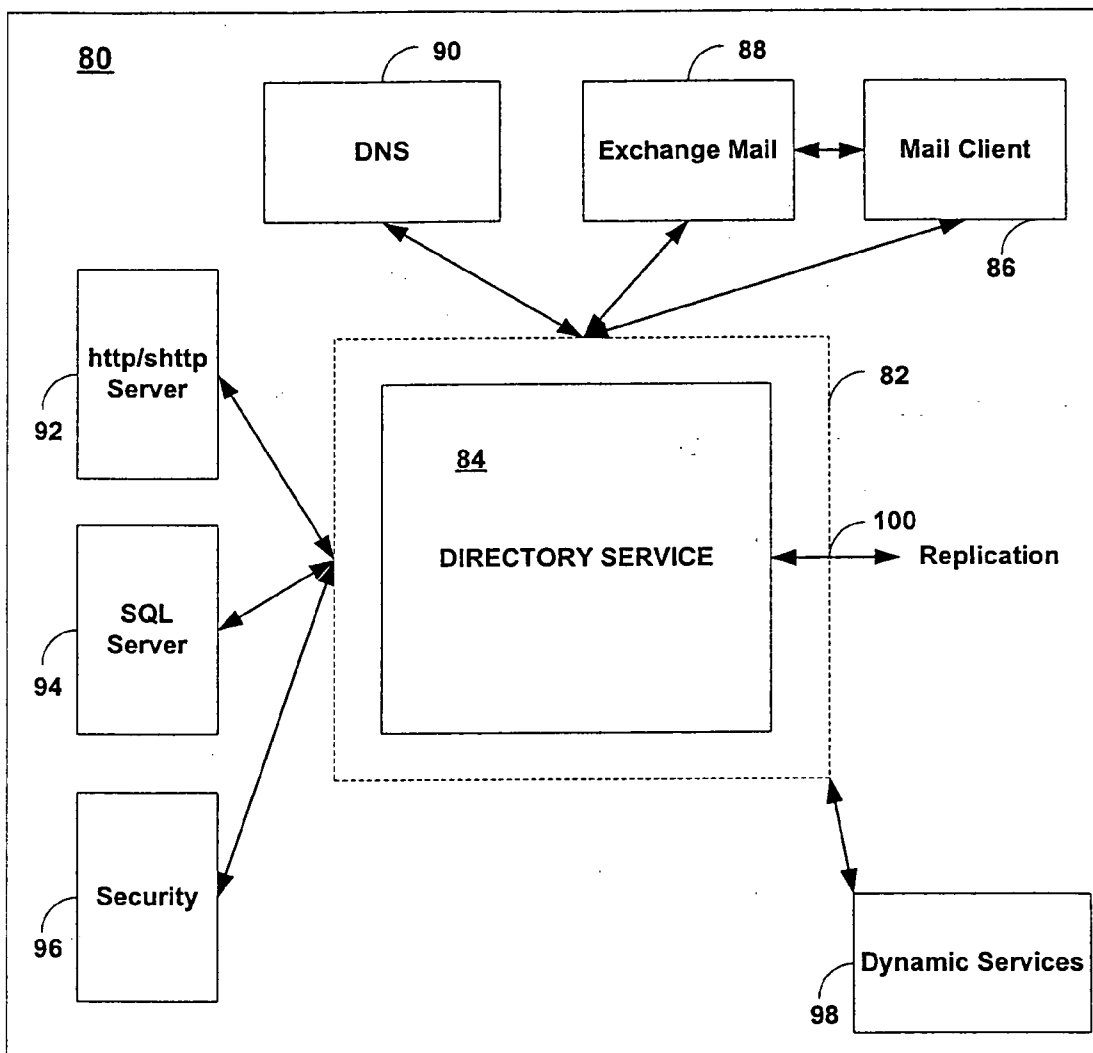 80
90
88
DNS
Exchange Mail
Mail Client
86
http/shttp
Server
92
82
84
100
DIRECTORY SERVICE
Replication
SQL
Server
94
Security
96
Dynamic Services
98